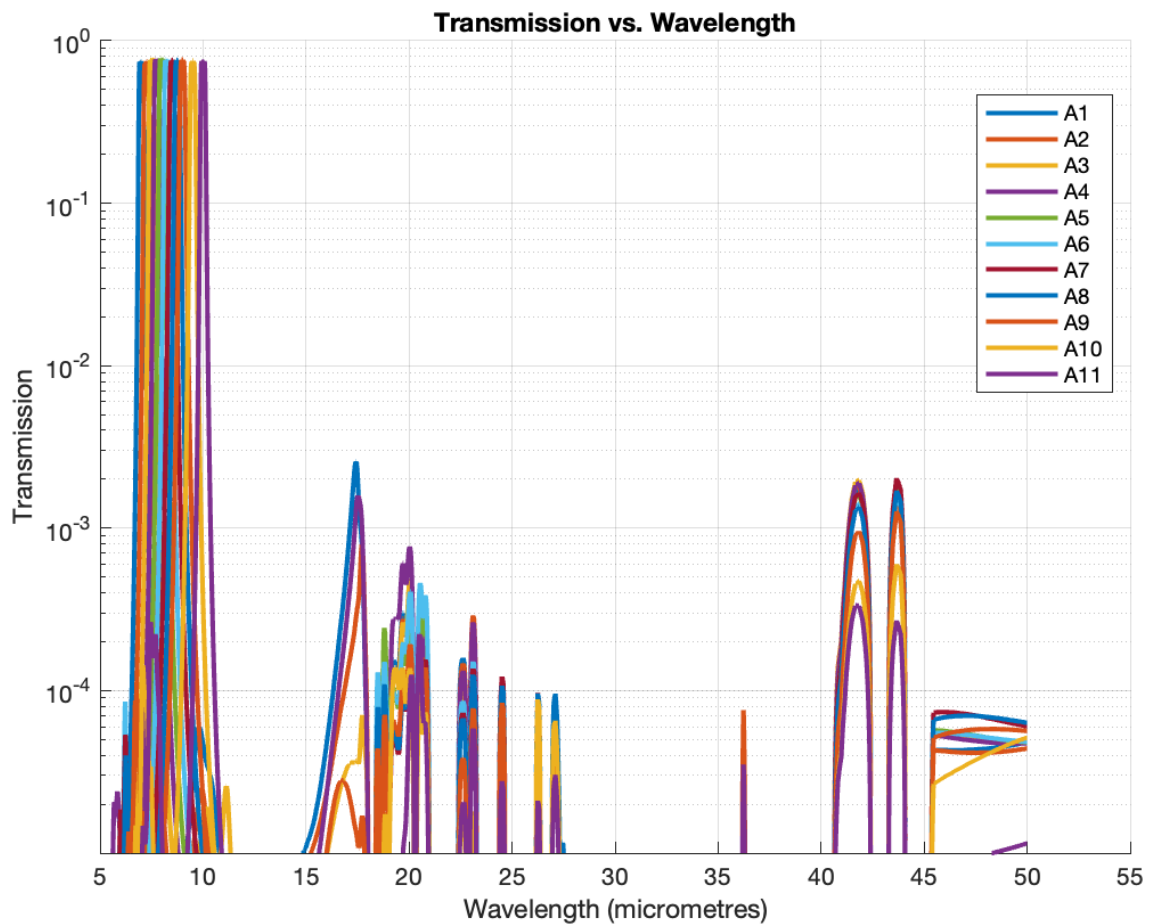 Transmission vs. Wavelength
10^0
10^-1
10^-2
10^-3
10^-4
Transmission
A1
A2
A3
A4
A5
A6
A7
A8
A9
A10
A11
5 10 15 20 25 30 35 40 45 50 55
Wavelength (micrometres)